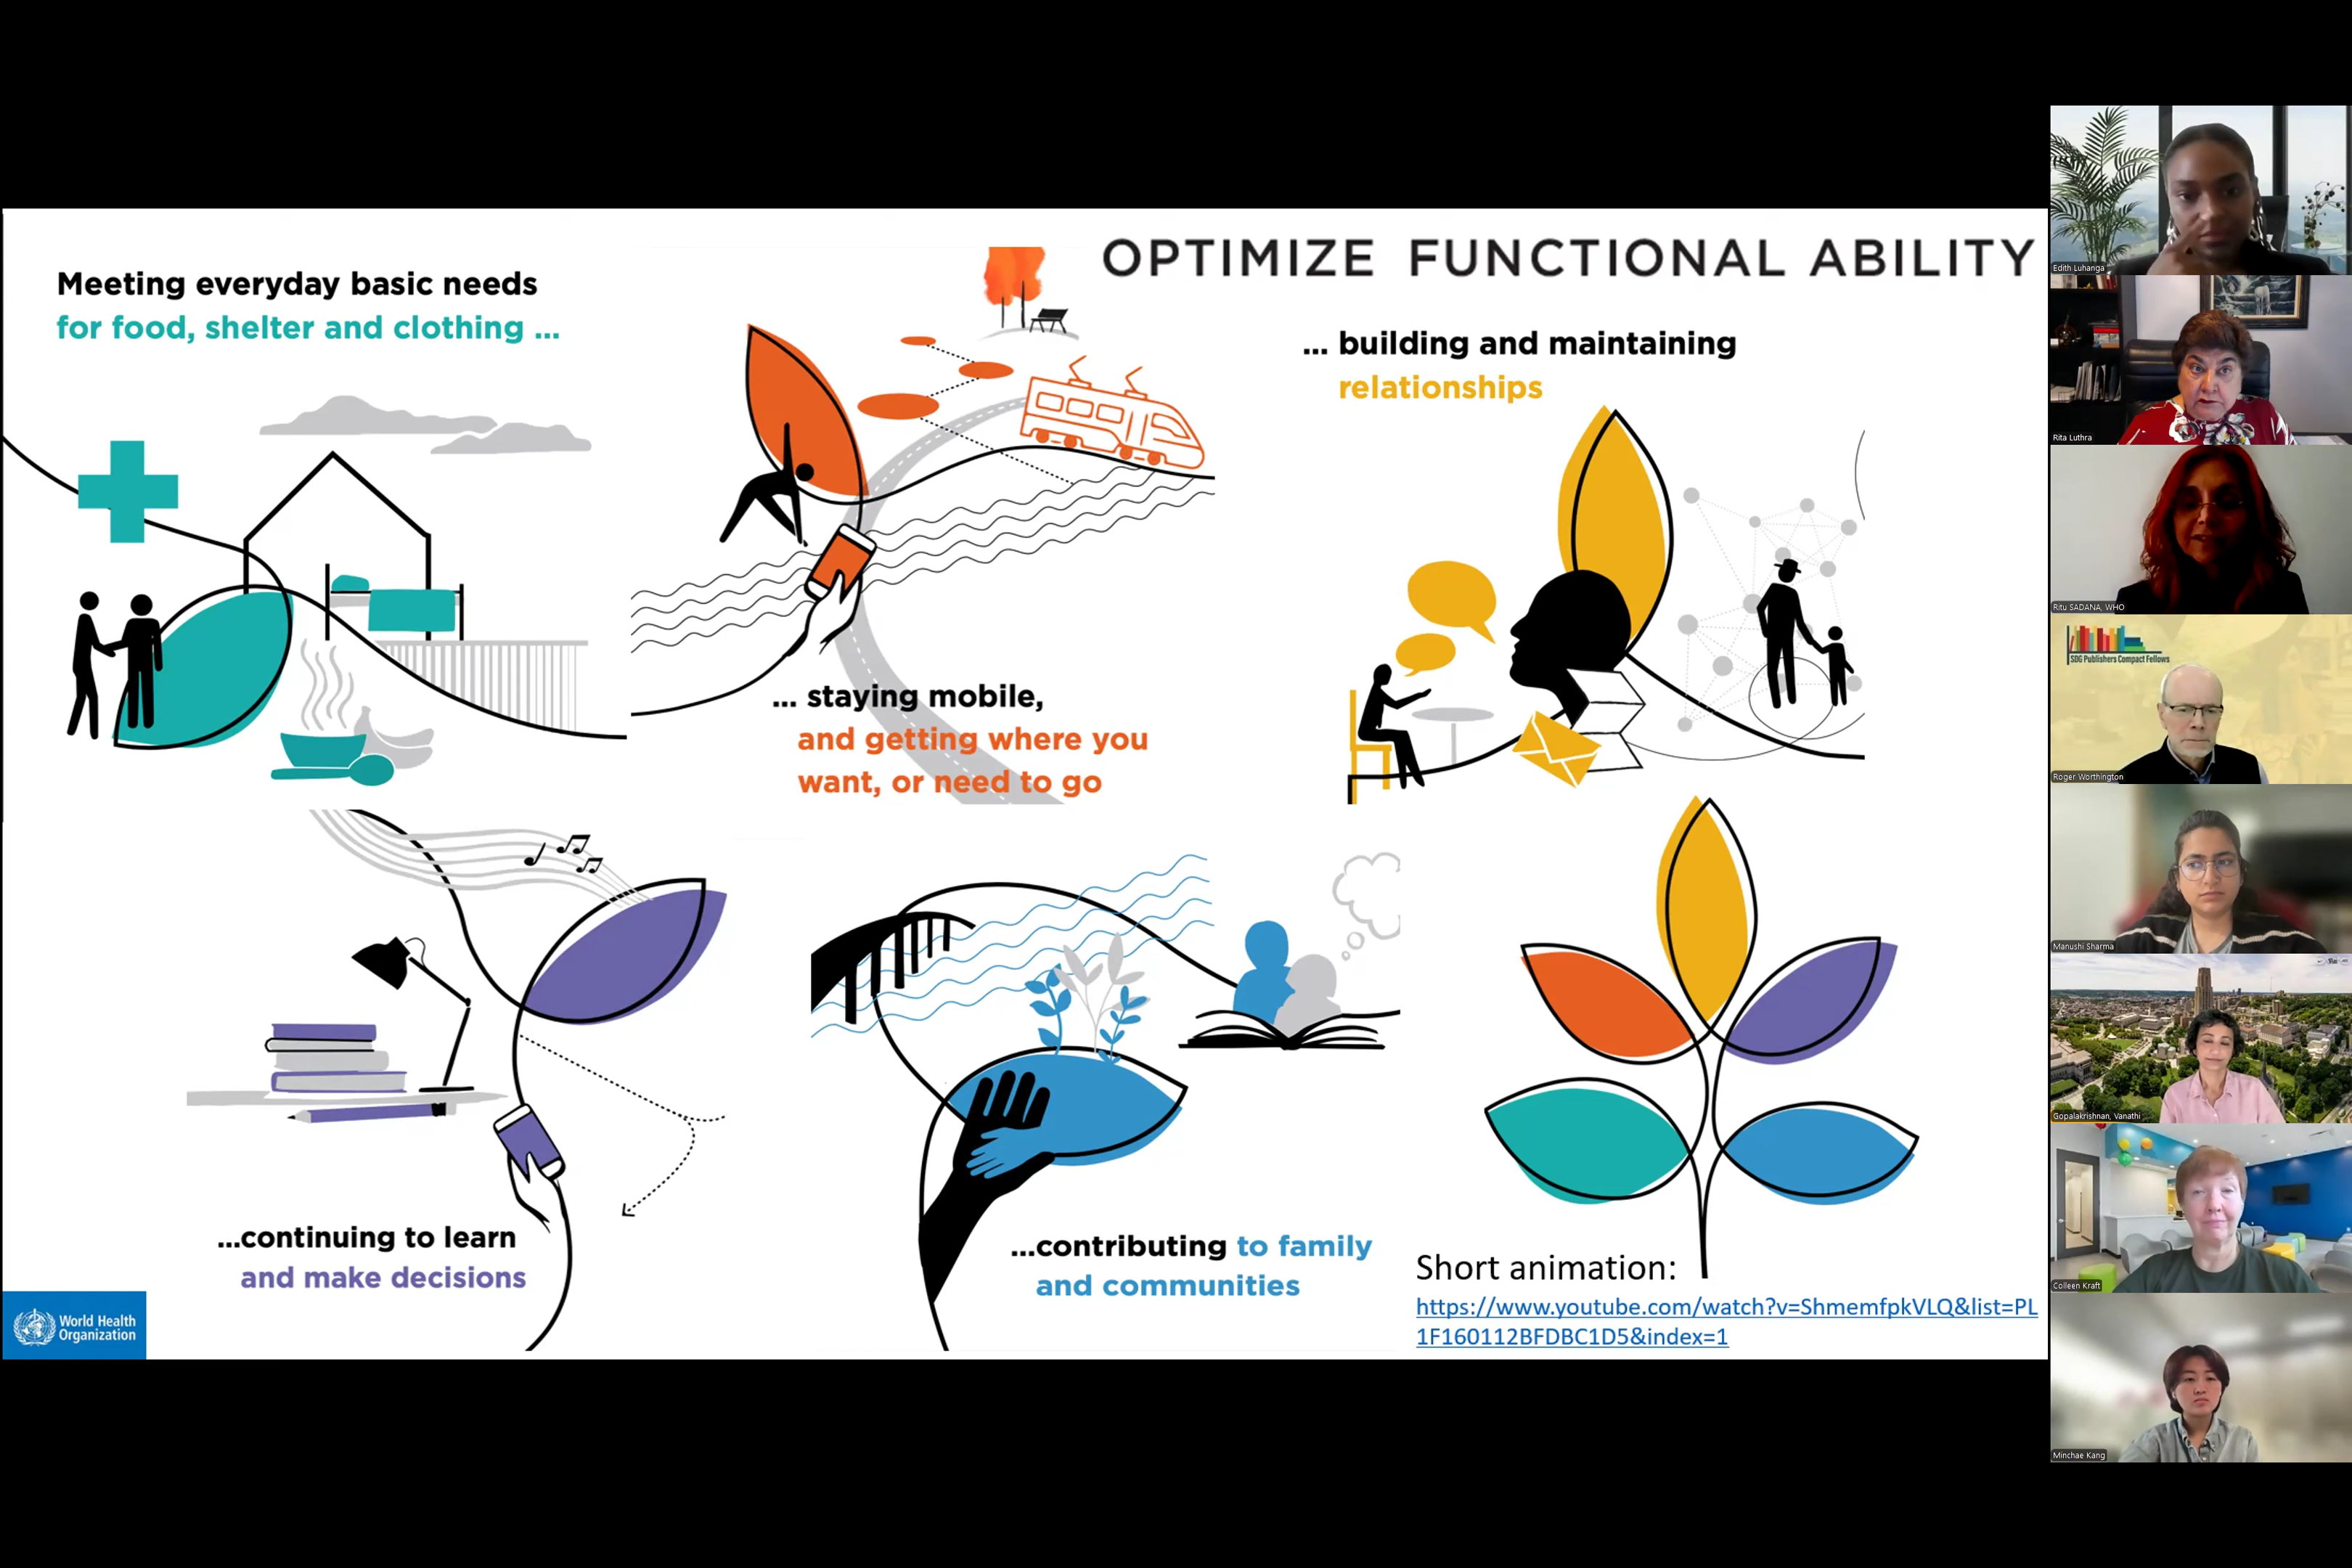 OPTIMIZE FUNCTIONAL ABILITY
Meeting everyday basic needs
for food, shelter and clothing ...
... staying mobile,
and getting where you
want, or need to go
... building and maintaining
relationships
...continuing to learn
and make decisions
...contributing to family
and communities
Short animation:
https://www.youtube.com/watch?v=ShmemfpkVLQ&list=PL
1F160112BFDBC1D5&index=1
World Health
Organization
Edith Luhanga
Rita Luthra
Ritu SADANA, WHO
SDG Publishers Compact Fellows
Roger Worthington
Manushi Sharma
Gopalakrishnan, Vanathi
Colleen Kraft
Minchae Kang